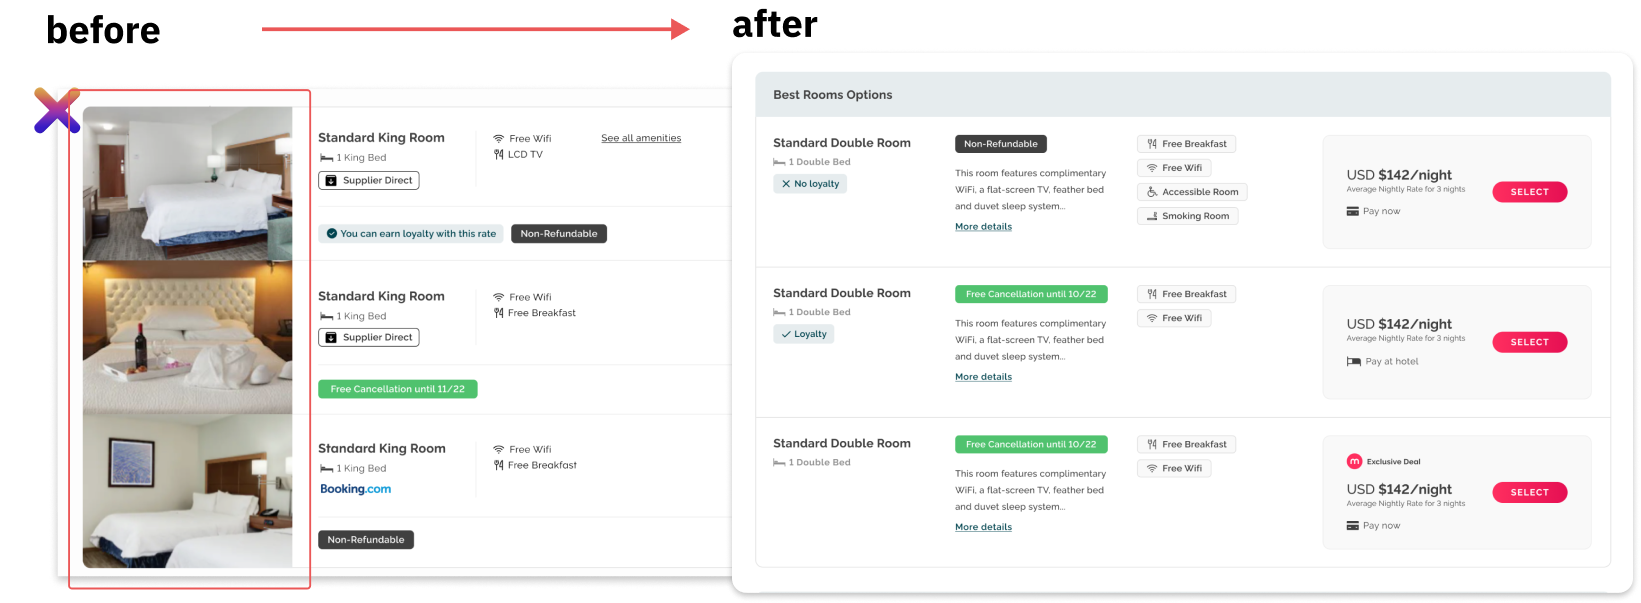 before
after
Standard King Room
1 King Bed
Supplier Direct
Free Wifi
LCD TV
See all amenities
You can earn loyalty with this rate
Non-Refundable
Standard King Room
1 King Bed
Supplier Direct
Free Wifi
Free Breakfast
Free Cancellation until 11/22
Standard King Room
1 King Bed
Booking.com
Free Wifi
Free Breakfast
Non-Refundable
Best Rooms Options
Standard Double Room
1 Double Bed
No loyalty
Non-Refundable
This room features complimentary
WiFi, a flat-screen TV, feather bed
and duvet sleep system...
More details
Free Breakfast
Free Wifi
Accessible Room
Smoking Room
USD $142/night
Average Nightly Rate for 3 nights
Pay now
SELECT
Standard Double Room
1 Double Bed
Loyalty
Free Cancellation until 10/22
This room features complimentary
WiFi, a flat-screen TV, feather bed
and duvet sleep system...
More details
Free Breakfast
Free Wifi
USD $142/night
Average Nightly Rate for 3 nights
Pay at hotel
SELECT
Standard Double Room
1 Double Bed
Free Cancellation until 10/22
This room features complimentary
WiFi, a flat-screen TV, feather bed
and duvet sleep system...
More details
Free Breakfast
Free Wifi
m Exclusive Deal
USD $142/night
Average Nightly Rate for 3 nights
Pay now
SELECT